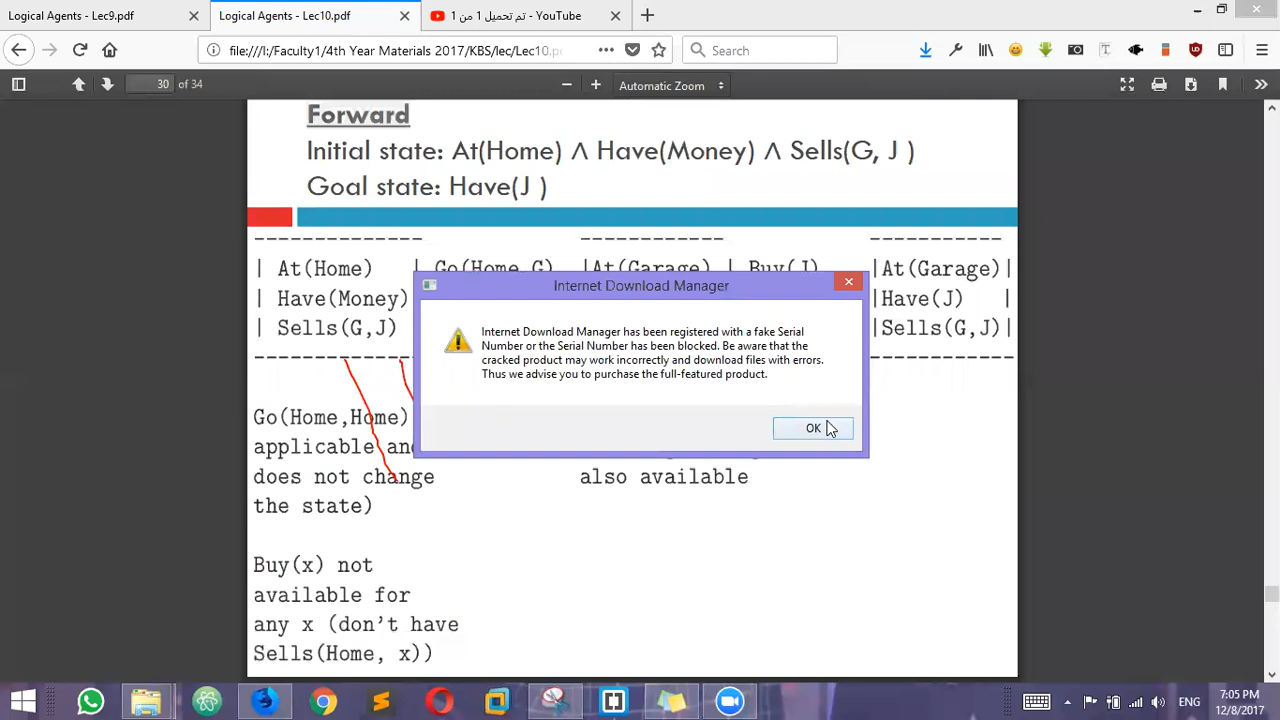 Logical Agents - Lec9.pdf
Logical Agents - Lec10.pdf
تم تحميل 1 من 1 - YouTube
file:///I:/Faculty1/4th Year Materials 2017/KBS/lec/Lec10.p
Search
30 of 34
Automatic Zoom
Forward
Initial state: At(Home) ∧ Have(Money) ∧ Sells(G, J )
Goal state: Have(J )
| At(Home) | Go(Home,G) |At(Garage) | Buy(J) |At(Garage)|
| Have(Money) |Have(J) |
| Sells(G,J) |Sells(G,J)|
Internet Download Manager
Internet Download Manager has been registered with a fake Serial
Number or the Serial Number has been blocked. Be aware that the
cracked product may work incorrectly and download files with errors.
Thus we advise you to purchase the full-featured product.
OK
Go(Home,Home)
applicable
does not change
the state)
also available
Buy(x) not
available for
any x (don't have
Sells(Home, x))
ENG
7:05 PM
12/8/2017